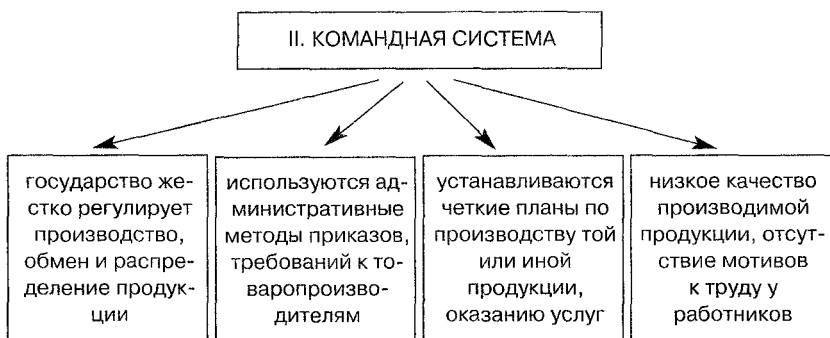 II. КОМАНДНАЯ СИСТЕМА
государство же-
стко регулирует
производство,
обмен и распре-
деление продук-
ции
используются ад-
министративные
методы приказов,
требований к то-
варопроизво-
дителям
устанавливаются
четкие планы по
производству той
или иной
продукции,
оказанию услуг
низкое качество
производимой
продукции, отсут-
ствие мотивов
к труду у
работников